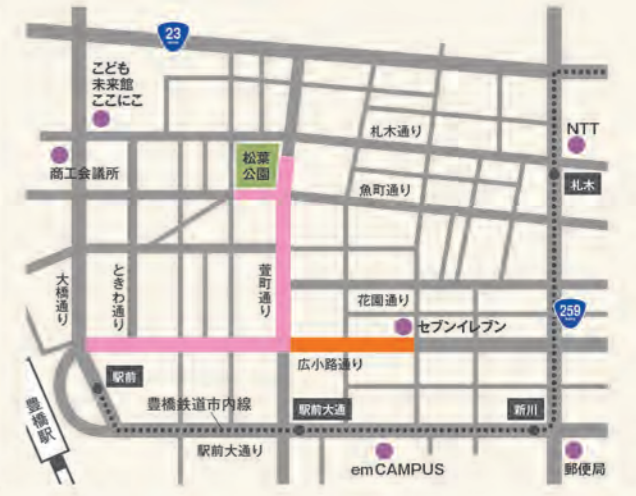 23
こども
未来館
ここにこ
札木通り
NTT
松葉
公園
商工会議所
魚町通り
札木
大橋通り
ときわ通り
萱町通り
花園通り
259
セブンイレブン
広小路通り
駅前
豊橋駅
豊橋鉄道市内線
駅前大通
新川
駅前大通り
emCAMPUS
郵便局